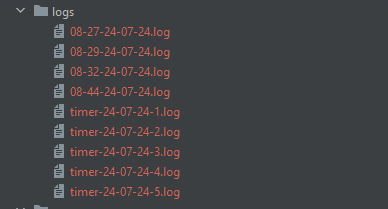 logs
08-27-24-07-24.log
08-29-24-07-24.log
08-32-24-07-24.log
08-44-24-07-24.log
timer-24-07-24-1.log
timer-24-07-24-2.log
timer-24-07-24-3.log
timer-24-07-24-4.log
timer-24-07-24-5.log